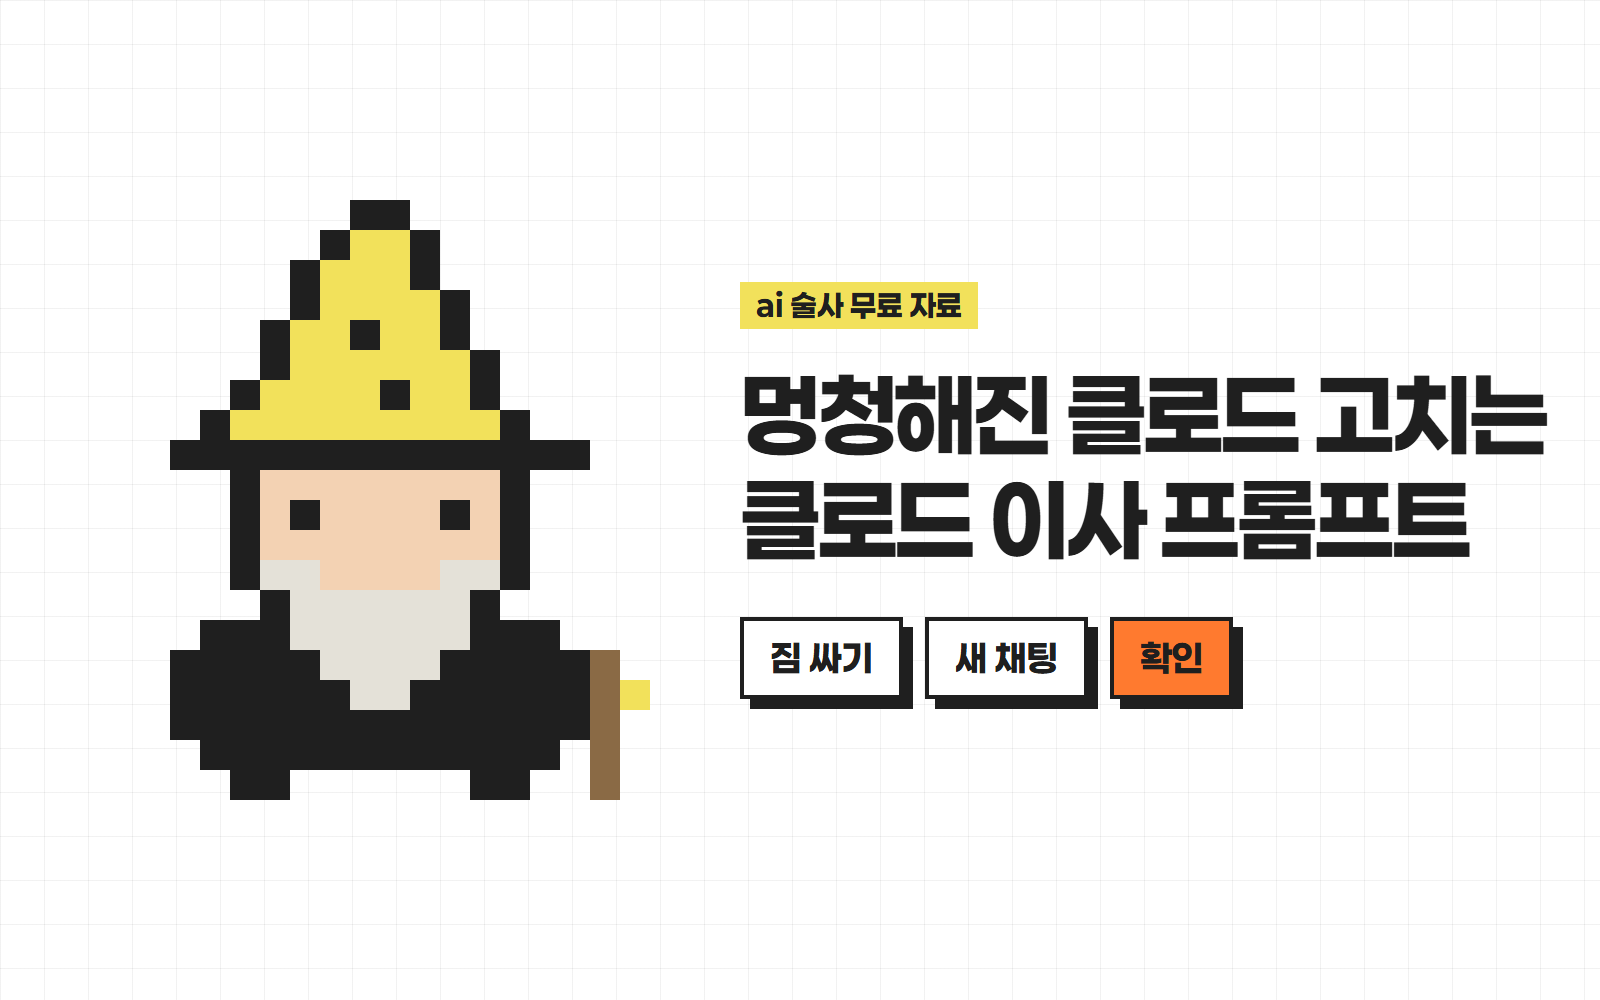 ai 술사 무료 자료
멍청해진 클로드 고치는
클로드 이사 프롬프트
짐 싸기
새 채팅
확인